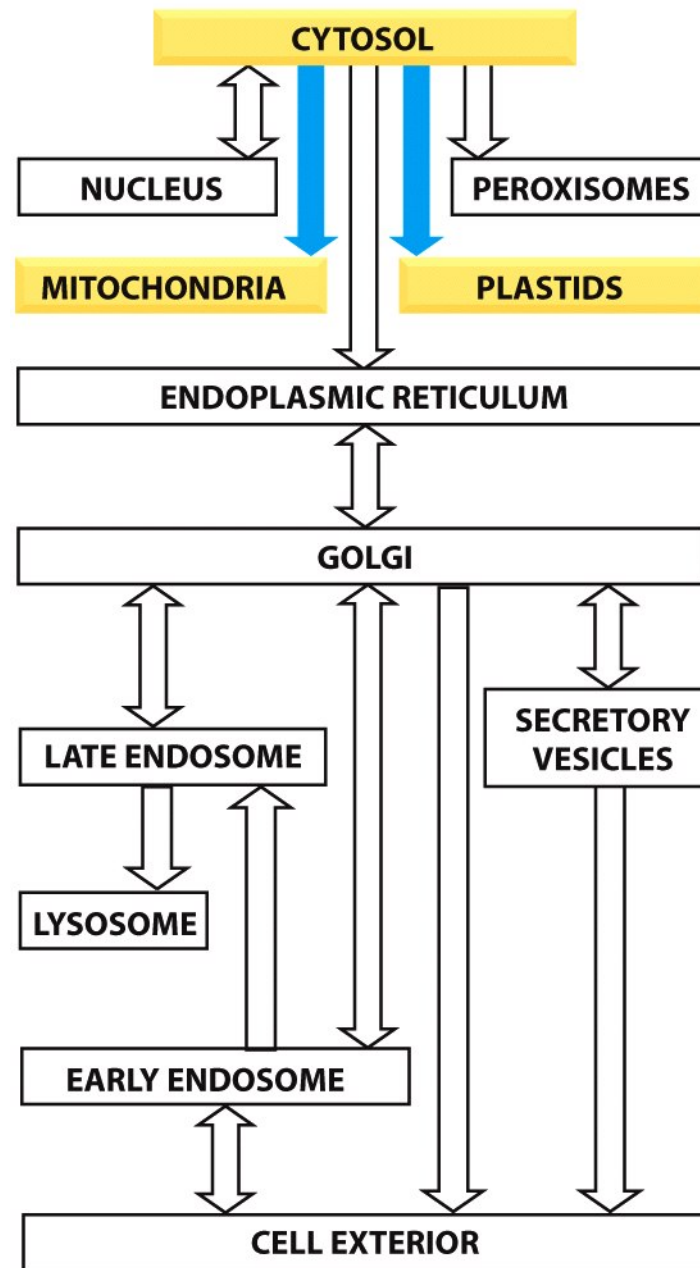 CYTOSOL
NUCLEUS
PEROXISOMES
MITOCHONDRIA
PLASTIDS
ENDOPLASMIC RETICULUM
GOLGI
SECRETORY
VESICLES
LATE ENDOSOME
LYSOSOME
EARLY ENDOSOME
CELL EXTERIOR